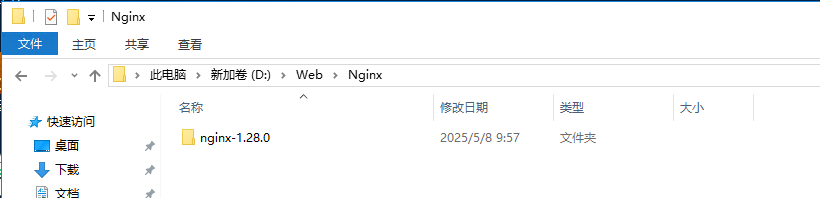 Nginx
文件 主页 共享 查看
此电脑 新加卷 (D:) Web Nginx
名称 修改日期 类型 大小
快速访问
nginx-1.28.0 2025/5/8 9:57 文件夹
桌面
下载
文档